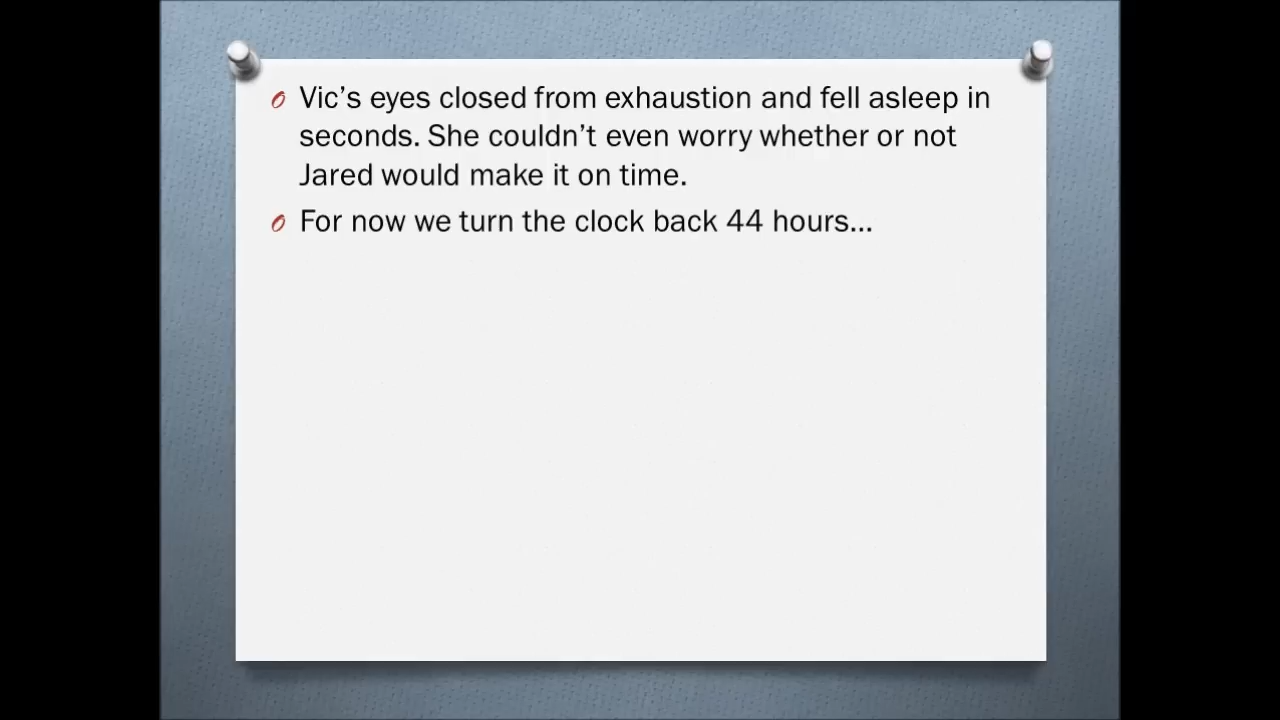 Vic’s eyes closed from exhaustion and fell asleep in
seconds. She couldn’t even worry whether or not
Jared would make it on time.
For now we turn the clock back 44 hours…